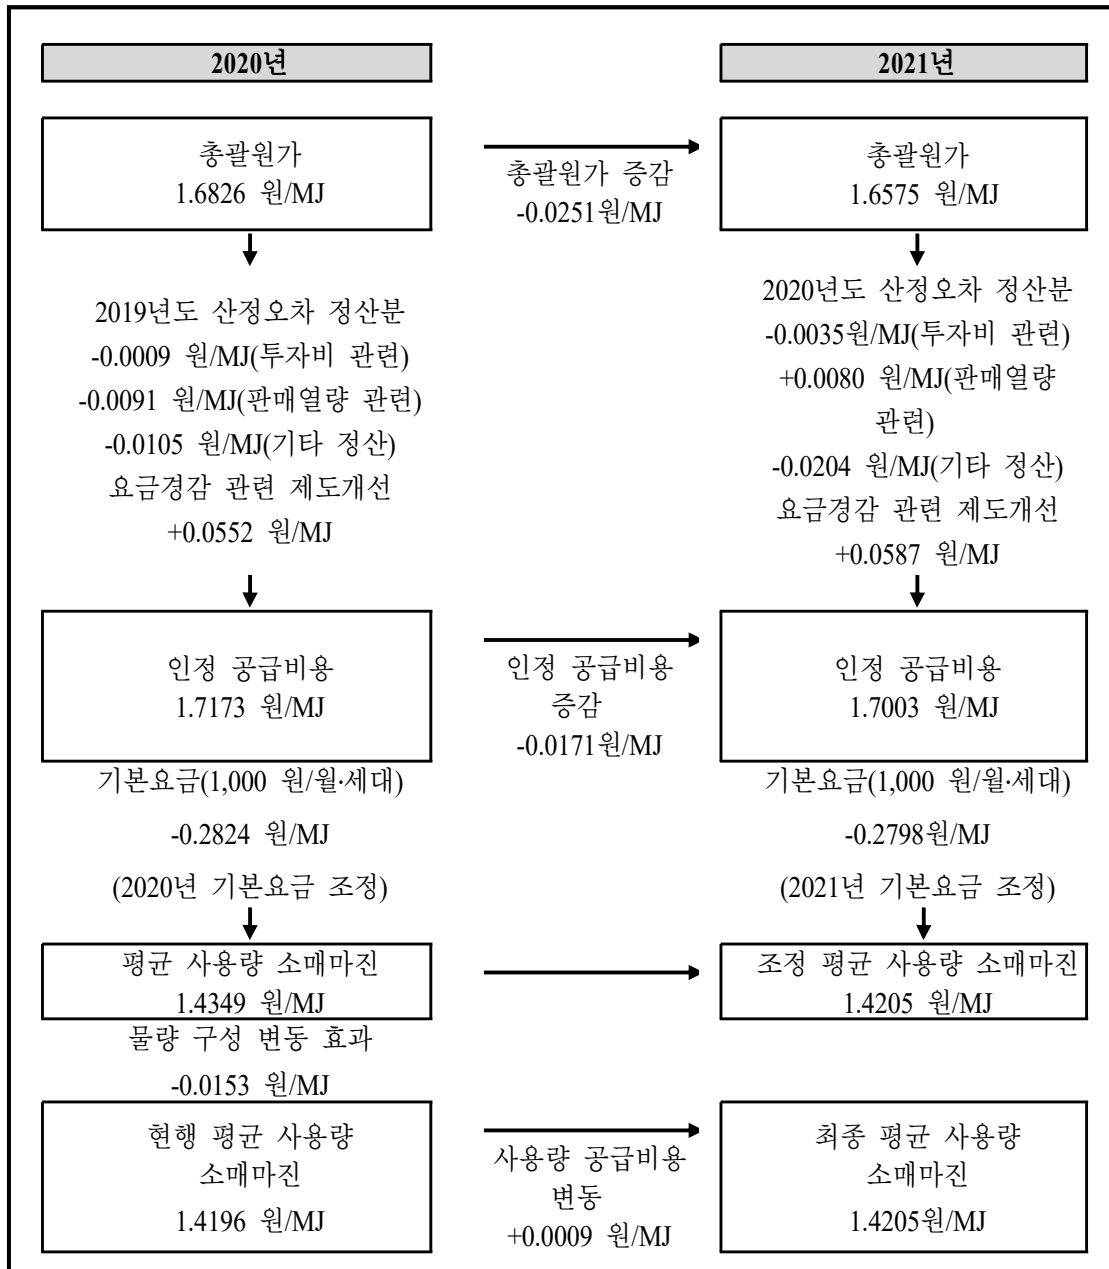 2020년
2021년
총괄원가
1.6826 원/MJ
총괄원가 증감
-0.0251원/MJ
총괄원가
1.6575 원/MJ
2019년도 산정오차 정산분
-0.0009 원/MJ(투자비 관련)
-0.0091 원/MJ(판매열량 관련)
-0.0105 원/MJ(기타 정산)
요금경감 관련 제도개선
+0.0552 원/MJ
2020년도 산정오차 정산분
-0.0035원/MJ(투자비 관련)
+0.0080 원/MJ(판매열량
관련)
-0.0204 원/MJ(기타 정산)
요금경감 관련 제도개선
+0.0587 원/MJ
인정 공급비용
1.7173 원/MJ
인정 공급비용
증감
-0.0171원/MJ
인정 공급비용
1.7003 원/MJ
기본요금(1,000 원/월·세대)
-0.2824 원/MJ
(2020년 기본요금 조정)
기본요금(1,000 원/월·세대)
-0.2798원/MJ
(2021년 기본요금 조정)
평균 사용량 소매마진
1.4349 원/MJ
조정 평균 사용량 소매마진
1.4205 원/MJ
물량 구성 변동 효과
-0.0153 원/MJ
현행 평균 사용량
소매마진
1.4196 원/MJ
사용량 공급비용
변동
+0.0009 원/MJ
최종 평균 사용량
소매마진
1.4205원/MJ